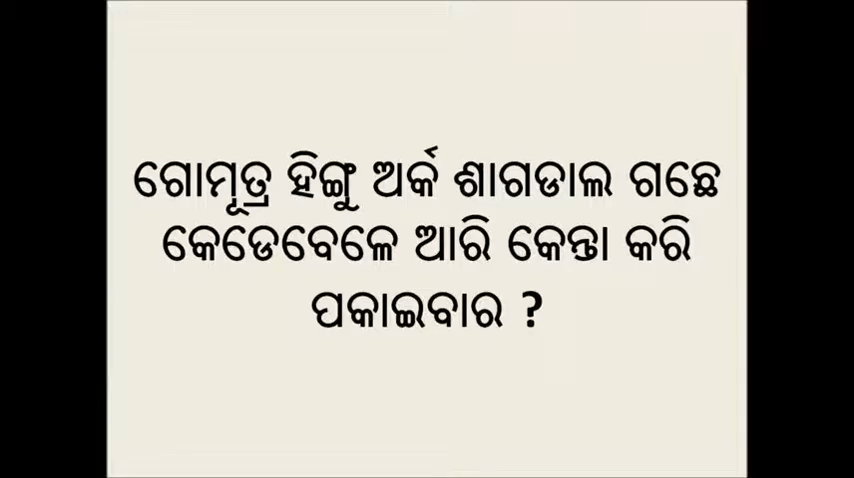 ଗୋମୂତ୍ର ହିଙ୍ଗୁ ଅର୍କ ଶାଗଡାଲ ଗଛେ
କେଡେବେଳେ ଆରି କେନ୍ତା କରି
ପକାଇବାର ?